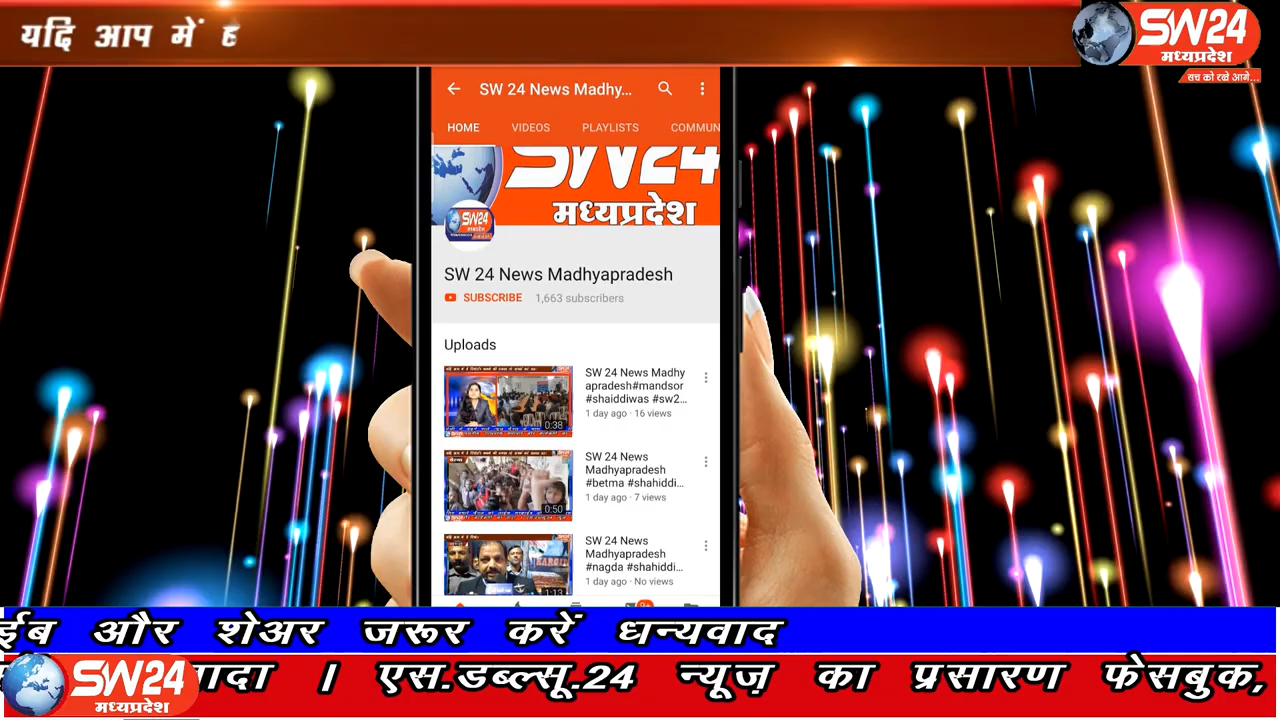 यदि आप में ह
SW24
मध्यप्रदेश
सच को रखे आगे...
SW 24 News Madhy...
HOME VIDEOS PLAYLISTS COMMUN
SW24
मध्यप्रदेश
SW24
SW 24 News Madhyapradesh
SUBSCRIBE 1,663 subscribers
Uploads
SW 24 News Madhy
apradesh#mandsor
#shaiddiwas #sw2...
1 day ago · 16 views
0:38
SW 24 News
Madhyapradesh
#betma #shahiddi...
1 day ago · 7 views
0:50
SW 24 News
Madhyapradesh
#nagda #shahiddi...
1 day ago · No views
1:13
ईब और शेअर जरूर करें धन्यवाद
यादा । एस.डब्ल्सू.24 न्यूज़ का प्रसारण फेसबुक,
SW24
मध्यप्रदेश